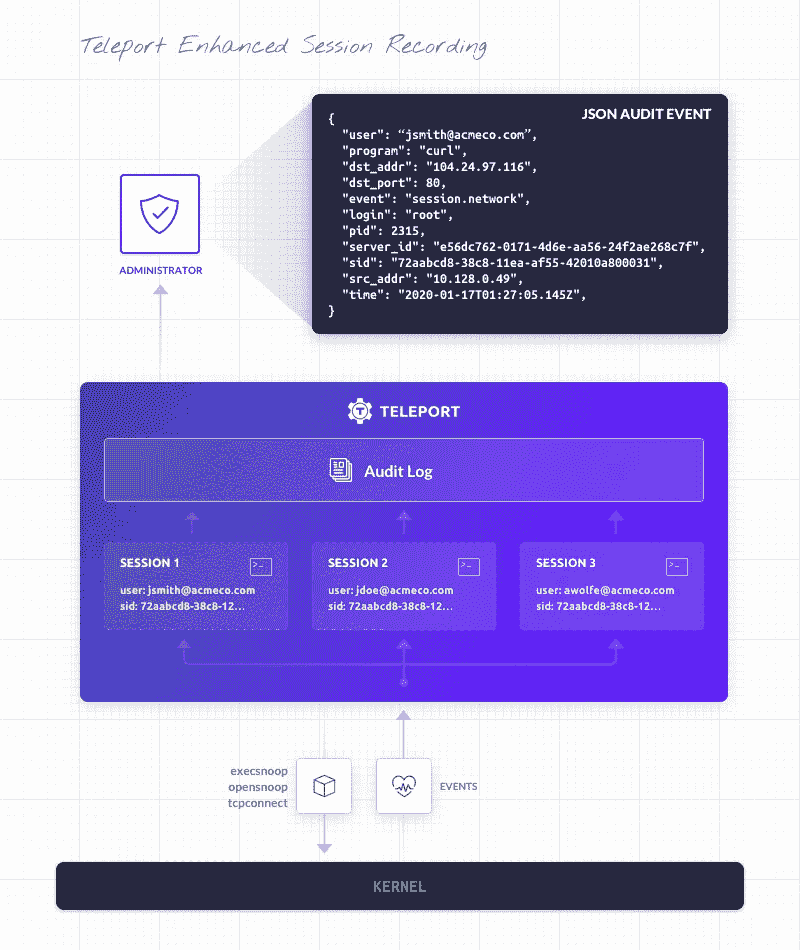 Teleport Enhanced Session Recording
JSON AUDIT EVENT
{
"user": “jsmith@acmeco.com”,
"program": "curl",
"dst_addr": "104.24.97.116",
"dst_port": 80,
"event": "session.network",
"login": "root",
"pid": 2315,
"server_id": "e56dc762-0171-4d6e-aa56-24f2ae268c7f",
"sid": "72aabcd8-38c8-11ea-af55-42010a800031",
"src_addr": "10.128.0.49",
"time": "2020-01-17T01:27:05.145Z",
}
ADMINISTRATOR
TELEPORT
Audit Log
SESSION 1
user: jsmith@acmeco.com
sid: 72aabcd8-38c8-12...
SESSION 2
user: jdoe@acmeco.com
sid: 72aabcd8-38c8-12...
SESSION 3
user: awolfe@acmeco.com
sid: 72aabcd8-38c8-12...
execsnoop
opensnoop
tcpconnect
EVENTS
KERNEL